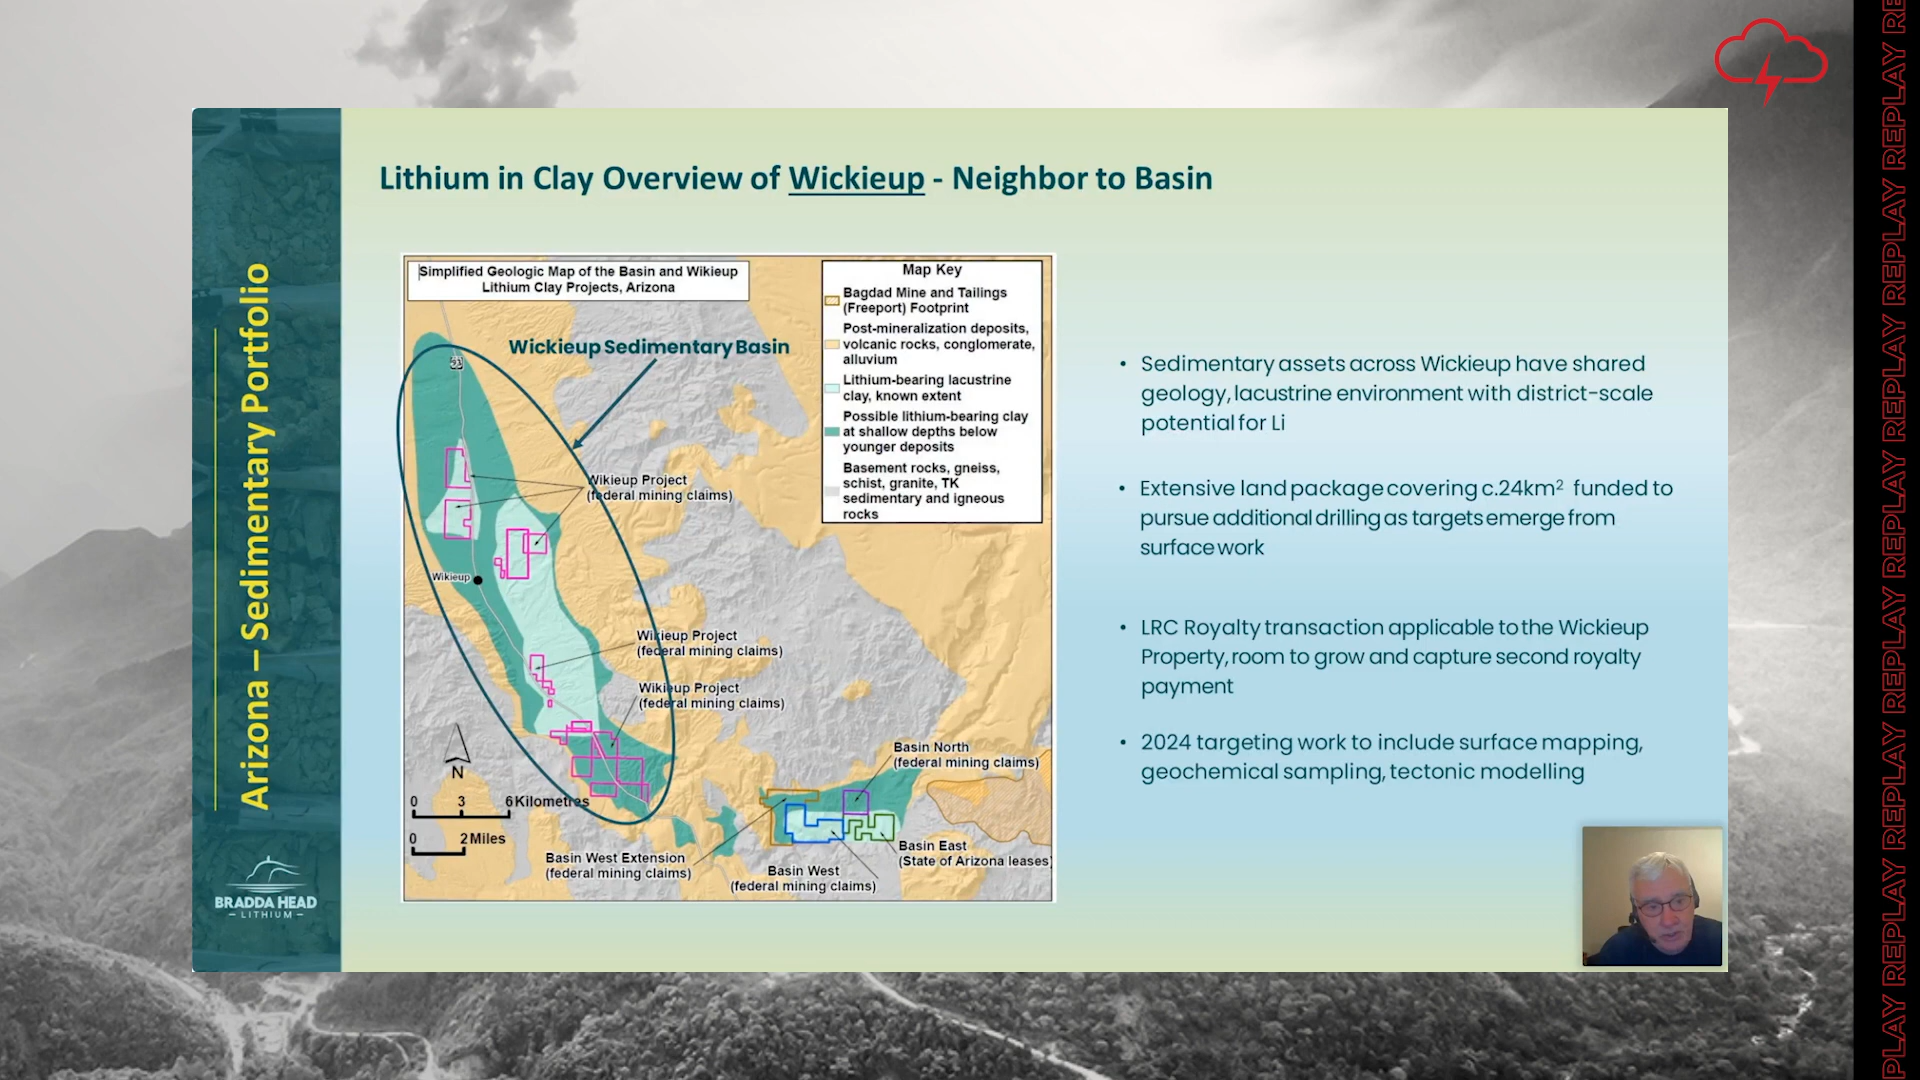 Lithium in Clay Overview of Wickieup - Neighbor to Basin
Arizona – Sedimentary Portfolio
BRADDA HEAD
– LITHIUM –
Simplified Geologic Map of the Basin and Wikieup
Lithium Clay Projects, Arizona
Map Key
Bagdad Mine and Tailings
(Freeport) Footprint
Post-mineralization deposits,
volcanic rocks, conglomerate,
alluvium
Lithium-bearing lacustrine
clay, known extent
Possible lithium-bearing clay
at shallow depths below
younger deposits
Basement rocks, gneiss,
schist, granite, TK
sedimentary and igneous
rocks
Wickieup Sedimentary Basin
93
Wikieup Project
(federal mining claims)
Wikieup
Wikieup Project
(federal mining claims)
Wikieup Project
(federal mining claims)
N
0 3 6 Kilometres
0 2 Miles
Basin North
(federal mining claims)
Basin East
(State of Arizona leases)
Basin West Extension
(federal mining claims)
Basin West
(federal mining claims)
• Sedimentary assets across Wickieup have shared
geology, lacustrine environment with district-scale
potential for Li
• Extensive land package covering c.24km² funded to
pursue additional drilling as targets emerge from
surface work
• LRC Royalty transaction applicable to the Wickieup
Property, room to grow and capture second royalty
payment
• 2024 targeting work to include surface mapping,
geochemical sampling, tectonic modelling
PLAY REPLAY REPLAY REPLAY REPLAY REPLAY REPLAY REPLAY REPLAY REPLAY RE